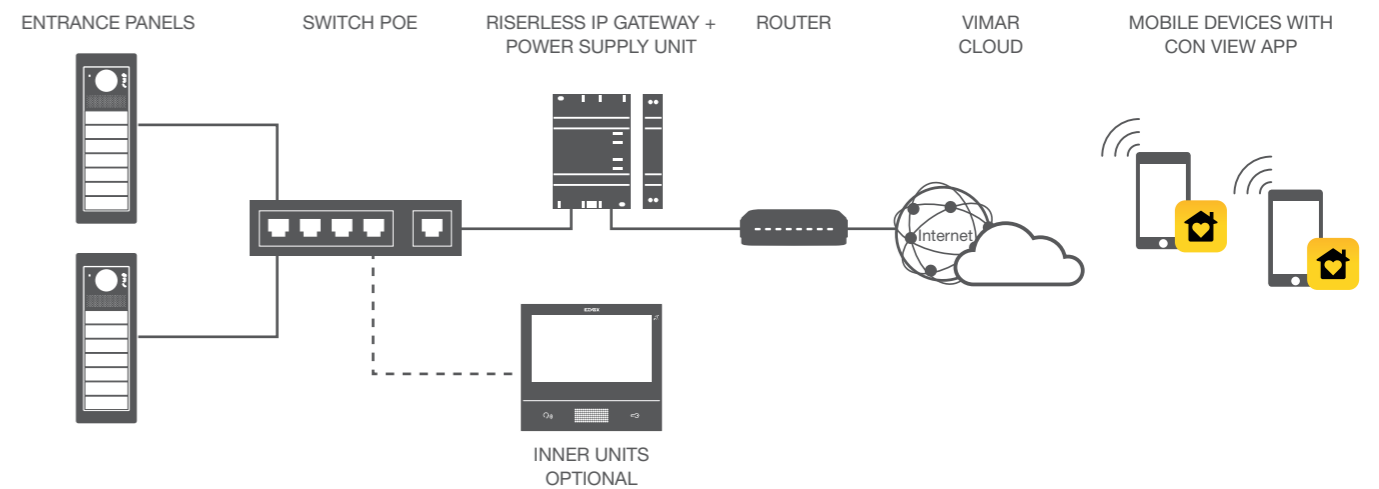 ENTRANCE PANELS
SWITCH POE
RISERLESS IP GATEWAY +
POWER SUPPLY UNIT
ROUTER
VIMAR
CLOUD
MOBILE DEVICES WITH
CON VIEW APP
Internet
ELVOX
INNER UNITS
OPTIONAL